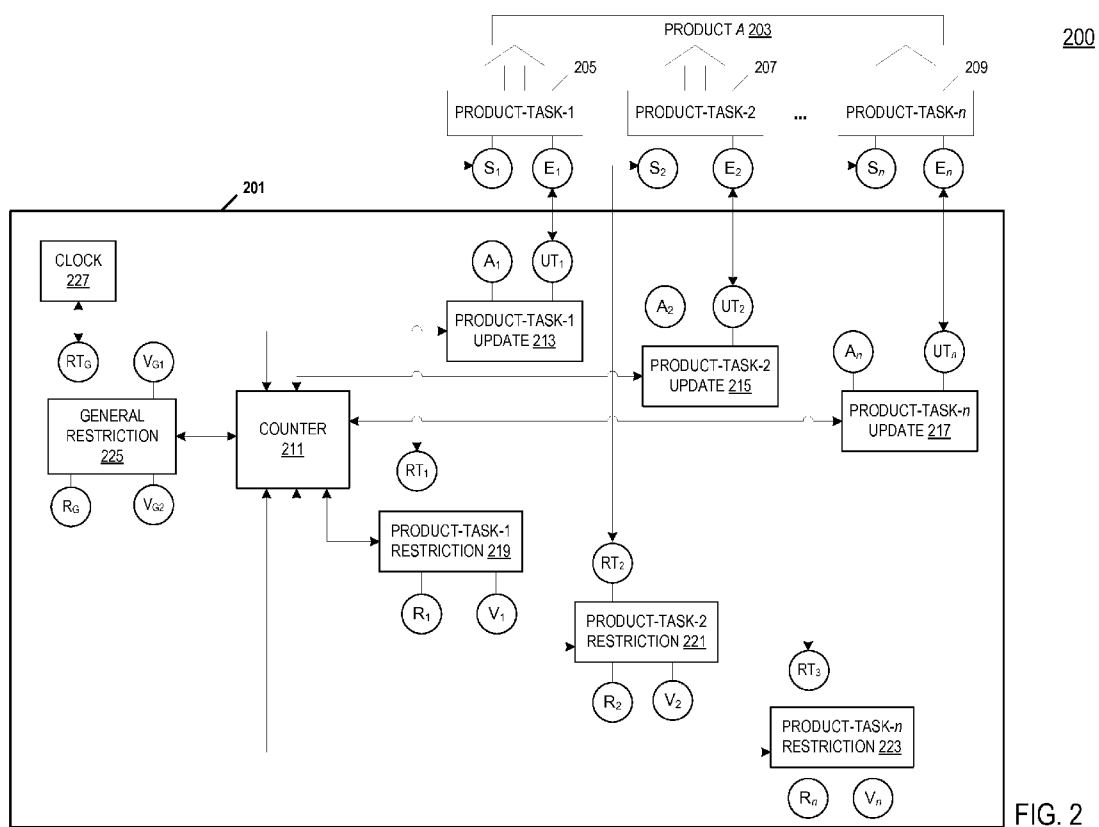 PRODUCT A 203
200
205
207
209
PRODUCT-TASK-1
PRODUCT-TASK-2
...
PRODUCT-TASK-n
S1
E1
S2
E2
Sn
En
201
CLOCK
227
A1
UT1
A2
UT2
An
UTn
PRODUCT-TASK-1
UPDATE 213
RTG
VG1
PRODUCT-TASK-2
UPDATE 215
PRODUCT-TASK-n
UPDATE 217
GENERAL
RESTRICTION
225
COUNTER
211
RT1
RG
VG2
PRODUCT-TASK-1
RESTRICTION 219
RT2
R1
V1
PRODUCT-TASK-2
RESTRICTION 221
RT3
R2
V2
PRODUCT-TASK-n
RESTRICTION 223
Rn
Vn
FIG. 2